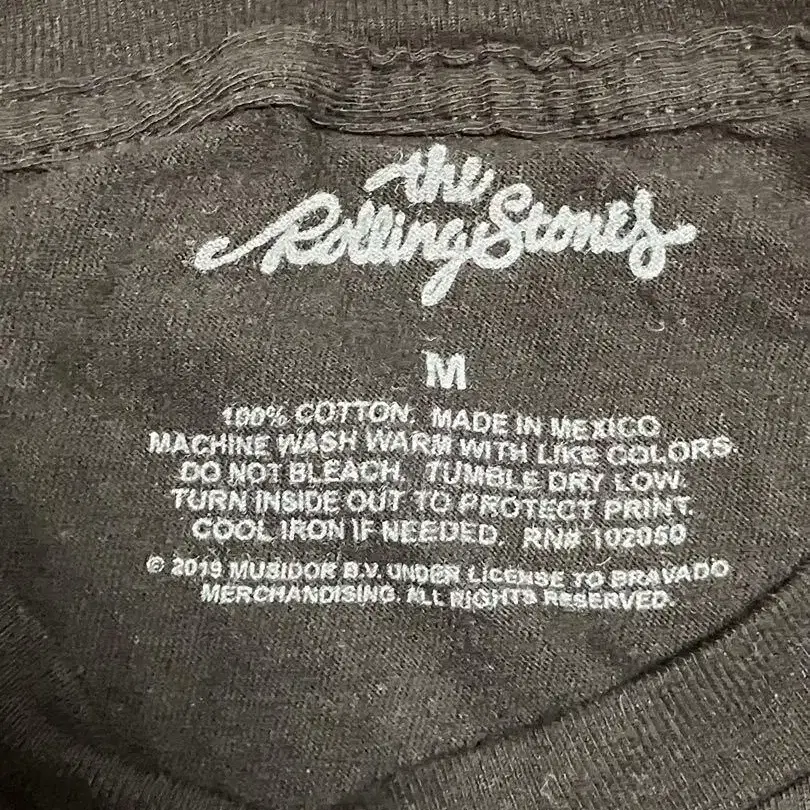 the
Rolling Stones
M
100% COTTON. MADE IN MEXICO
MACHINE WASH WARM WITH LIKE COLORS.
DO NOT BLEACH. TUMBLE DRY LOW.
TURN INSIDE OUT TO PROTECT PRINT.
COOL IRON IF NEEDED. RN# 102050
© 2019 MUSIDOR B.V. UNDER LICENSE TO BRAVADO
MERCHANDISING. ALL RIGHTS RESERVED.